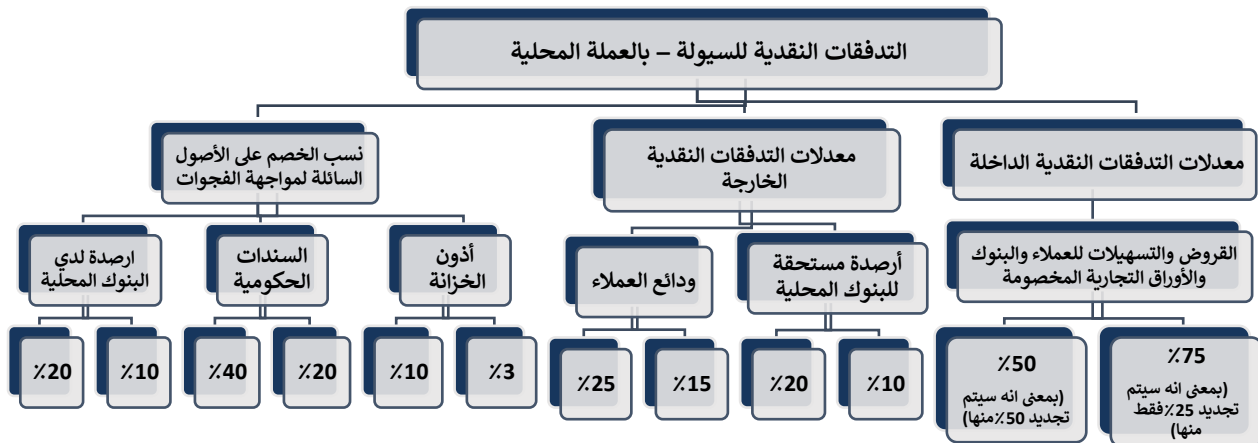 التدفقات النقدية للسيولة – بالعملة المحلية
معدلات التدفقات النقدية الداخلة
القروض والتسهيلات للعملاء والبنوك
والأوراق التجارية المخصومة
٪75
(بمعنى انه سيتم
تجديد 25٪فقط
منها)
٪50
(بمعنى انه سيتم
تجديد 50٪منها)
معدلات التدفقات النقدية
الخارجة
أرصدة مستحقة
للبنوك المحلية
٪10
٪20
ودائع العملاء
٪15
٪25
نسب الخصم على الأصول
السائلة لمواجهة الفجوات
أذون
الخزانة
٪3
٪10
السندات
الحكومية
٪20
٪40
ارصدة لدي
البنوك المحلية
٪10
٪20